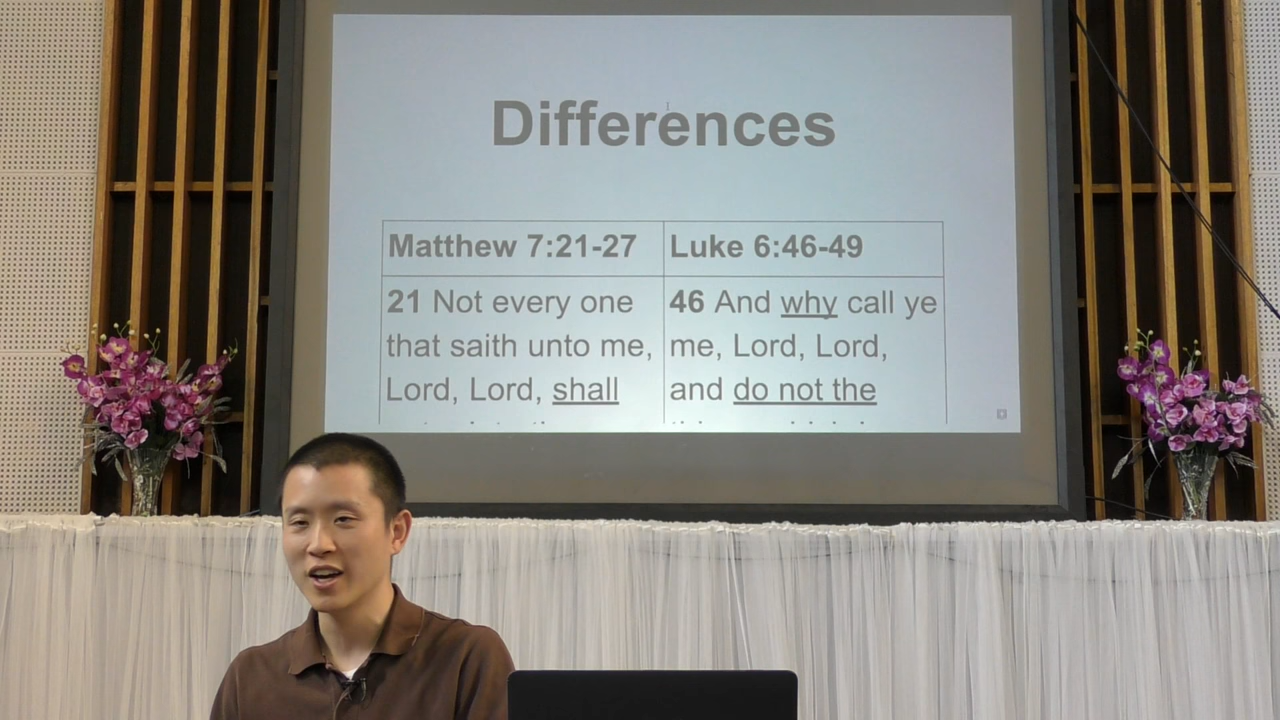 Differences
Matthew 7:21-27
Luke 6:46-49
21 Not every one
that saith unto me,
Lord, Lord, shall
46 And why call ye
me, Lord, Lord,
and do not the